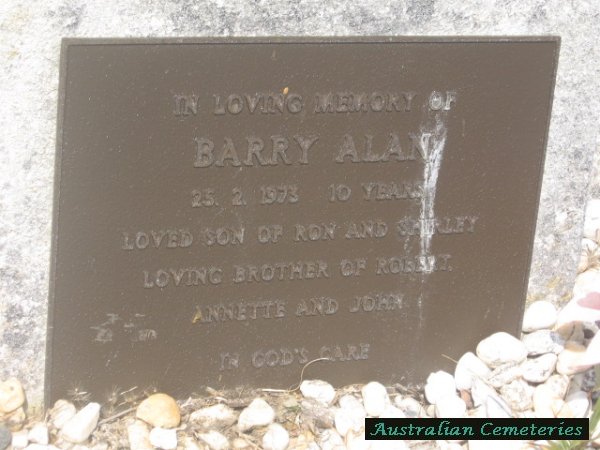 IN LOVING MEMORY OF
BARRY ALAN
25. 2. 1973 10 YEARS
LOVED SON OF RON AND SHIRLEY
LOVING BROTHER OF ROBERT,
ANNETTE AND JOHN
IN GOD'S CARE
Australian Cemeteries